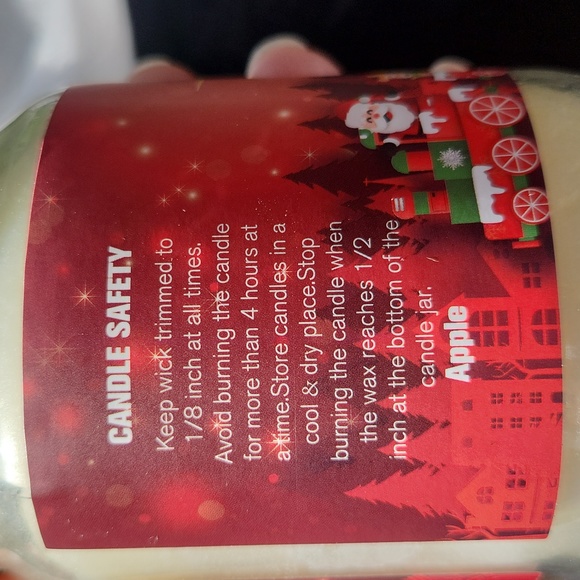 CANDLE SAFETY
Keep wick trimmed to
1/8 inch at all times.
Avoid burning the candle
for more than 4 hours at
a time.Store candles in a
cool & dry place.Stop
burning the candle when
the wax reaches 1/2
inch at the bottom of the
candle jar.
Apple